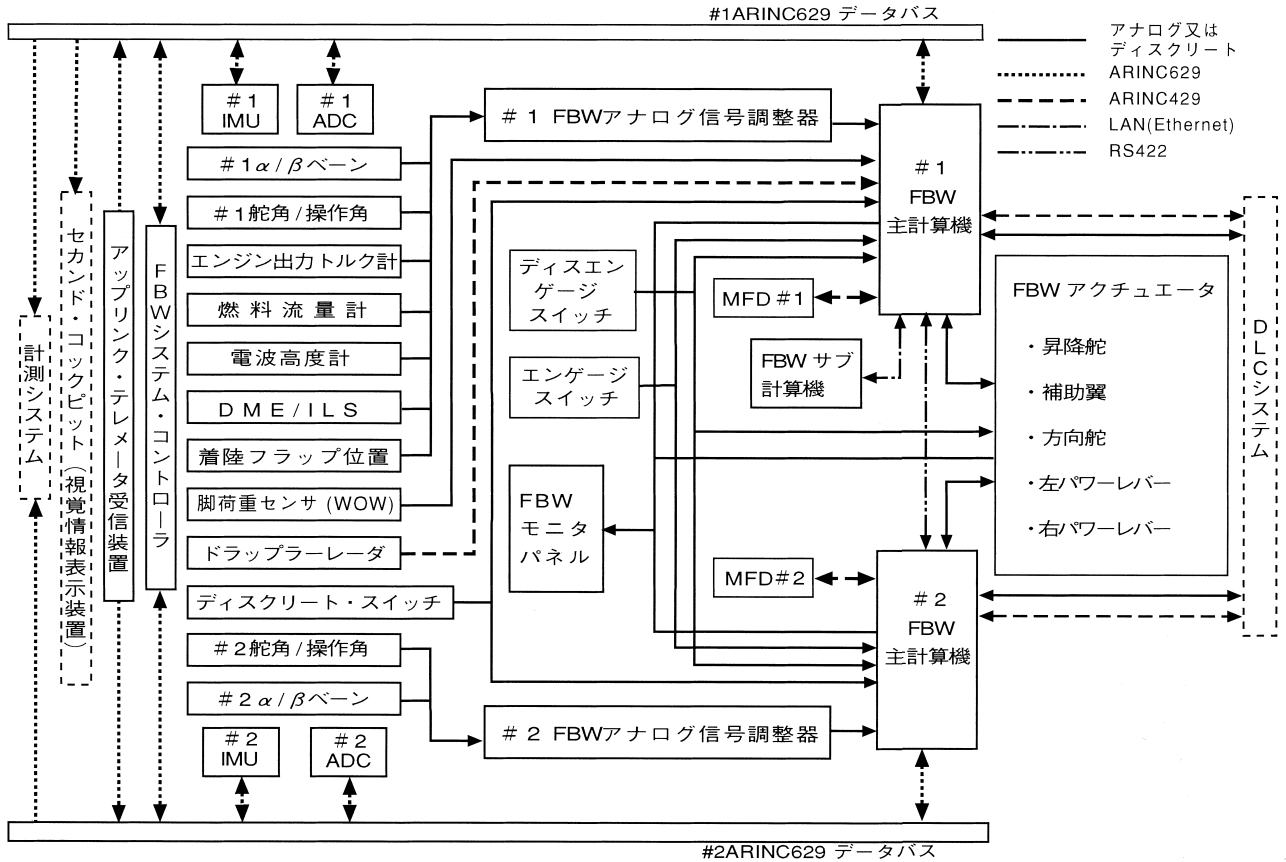 #1ARINC629 データバス
アナログ又は
ディスクリート
ARINC629
ARINC429
LAN(Ethernet)
RS422
#1
IMU
#1
ADC
#1α/βベーン
#1舵角/操作角
エンジン出力トルク計
燃料流量計
電波高度計
DME/ILS
着陸フラップ位置
脚荷重センサ (WOW)
ドラップラーレーダ
ディスクリート・スイッチ
#2舵角/操作角
#2α/βベーン
#2
IMU
#2
ADC
計測システム
セカンド・コックピット(視覚情報表示装置)
アップリンク・テレメータ受信装置
FBWシステム・コントローラ
#1 FBWアナログ信号調整器
ディスエン
ゲージ
スイッチ
エンゲージ
スイッチ
FBW
モニタ
パネル
#2 FBWアナログ信号調整器
MFD#1
FBWサブ
計算機
MFD#2
#1
FBW
主計算機
#2
FBW
主計算機
FBWアクチュエータ
・昇降舵
・補助翼
・方向舵
・左パワーレバー
・右パワーレバー
DLCシステム
#2ARINC629 データバス